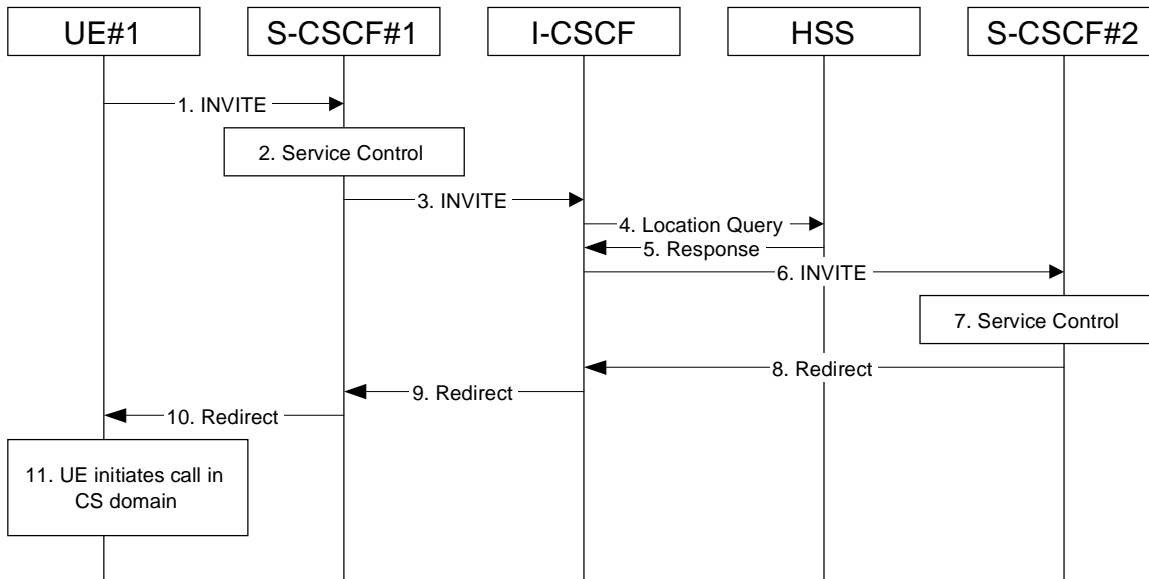 UE#1
S-CSCF#1
I-CSCF
HSS
S-CSCF#2
1. INVITE
2. Service Control
3. INVITE
4. Location Query
5. Response
6. INVITE
7. Service Control
8. Redirect
9. Redirect
10. Redirect
11. UE initiates call in
CS domain